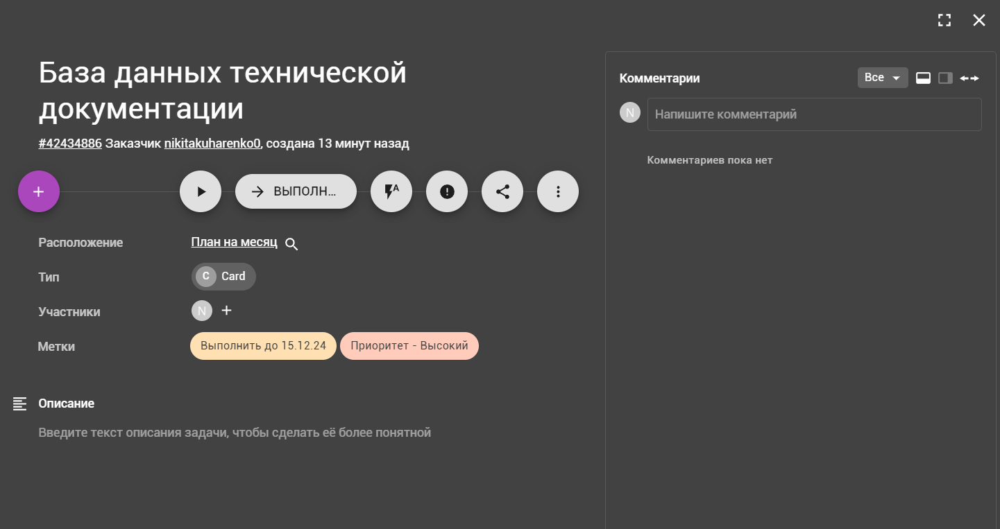 База данных технической
документации
#42434886 Заказчик nikitakuharenko0, создана 13 минут назад
ВЫПОЛН...
A
Расположение План на месяц
Тип C Card
Участники N
Метки Выполнить до 15.12.24 Приоритет - Высокий
Описание
Введите текст описания задачи, чтобы сделать её более понятной
Комментарии Все
N Напишите комментарий
Комментариев пока нет